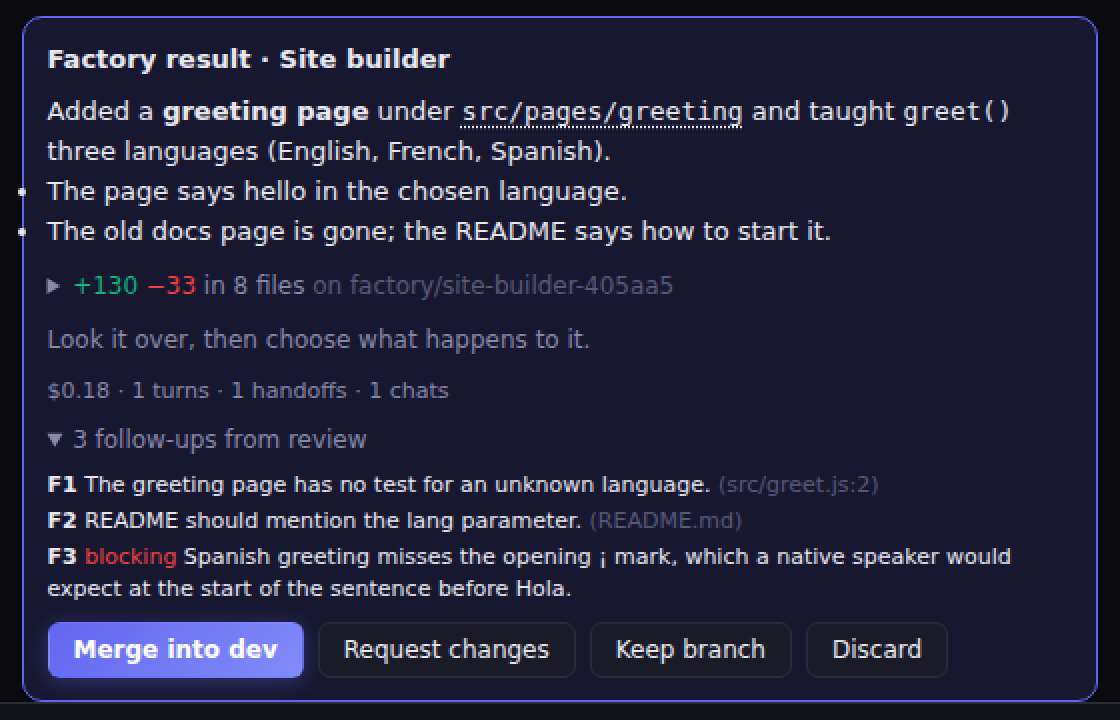 Factory result · Site builder
Added a greeting page under src/pages/greeting and taught greet()
three languages (English, French, Spanish).
• The page says hello in the chosen language.
• The old docs page is gone; the README says how to start it.
▶ +130 −33 in 8 files on factory/site-builder-405aa5
Look it over, then choose what happens to it.
$0.18 · 1 turns · 1 handoffs · 1 chats
▼ 3 follow-ups from review
F1 The greeting page has no test for an unknown language. (src/greet.js:2)
F2 README should mention the lang parameter. (README.md)
F3 blocking Spanish greeting misses the opening ¡ mark, which a native speaker would
expect at the start of the sentence before Hola.
Merge into dev Request changes Keep branch Discard